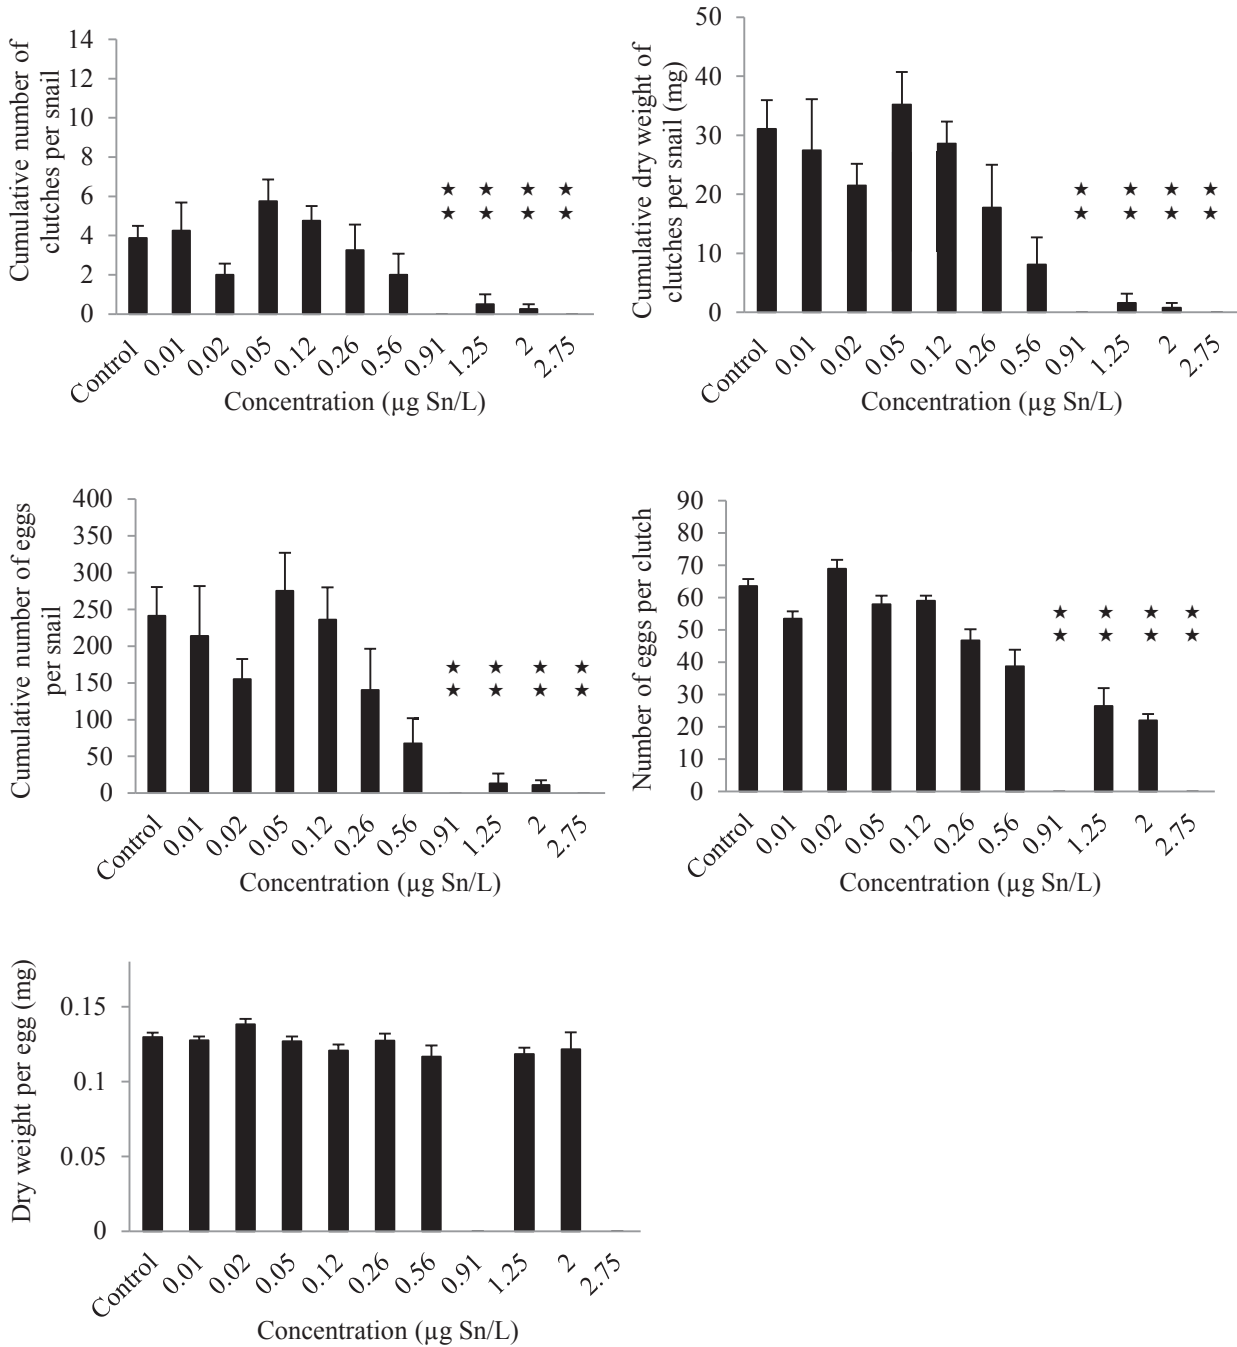 Cumulative number of
clutches per snail
14
12
10
8
6
4
2
0
★ ★ ★ ★
★ ★ ★ ★
Control 0.01 0.02 0.05 0.12 0.26 0.56 0.91 1.25 2 2.75
Concentration (µg Sn/L)
Cumulative dry weight of
clutches per snail (mg)
50
40
30
20
10
0
★ ★ ★ ★
★ ★ ★ ★
Control 0.01 0.02 0.05 0.12 0.26 0.56 0.91 1.25 2 2.75
Concentration (µg Sn/L)
Cumulative number of eggs
per snail
400
350
300
250
200
150
100
50
0
★ ★ ★ ★
★ ★ ★ ★
Control 0.01 0.02 0.05 0.12 0.26 0.56 0.91 1.25 2 2.75
Concentration (µg Sn/L)
Number of eggs per clutch
90
80
70
60
50
40
30
20
10
0
★ ★ ★ ★
★ ★ ★ ★
Control 0.01 0.02 0.05 0.12 0.26 0.56 0.91 1.25 2 2.75
Concentration (µg Sn/L)
Dry weight per egg (mg)
0.15
0.1
0.05
0
Control 0.01 0.02 0.05 0.12 0.26 0.56 0.91 1.25 2 2.75
Concentration (µg Sn/L)